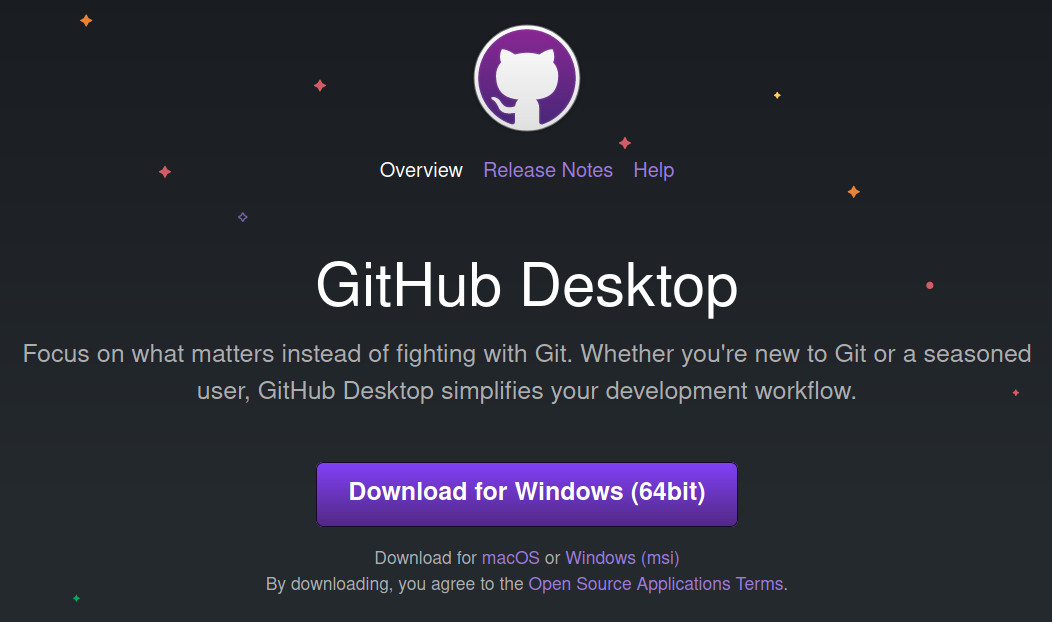 Overview Release Notes Help
GitHub Desktop
Focus on what matters instead of fighting with Git. Whether you're new to Git or a seasoned
user, GitHub Desktop simplifies your development workflow.
Download for Windows (64bit)
Download for macOS or Windows (msi)
By downloading, you agree to the Open Source Applications Terms.